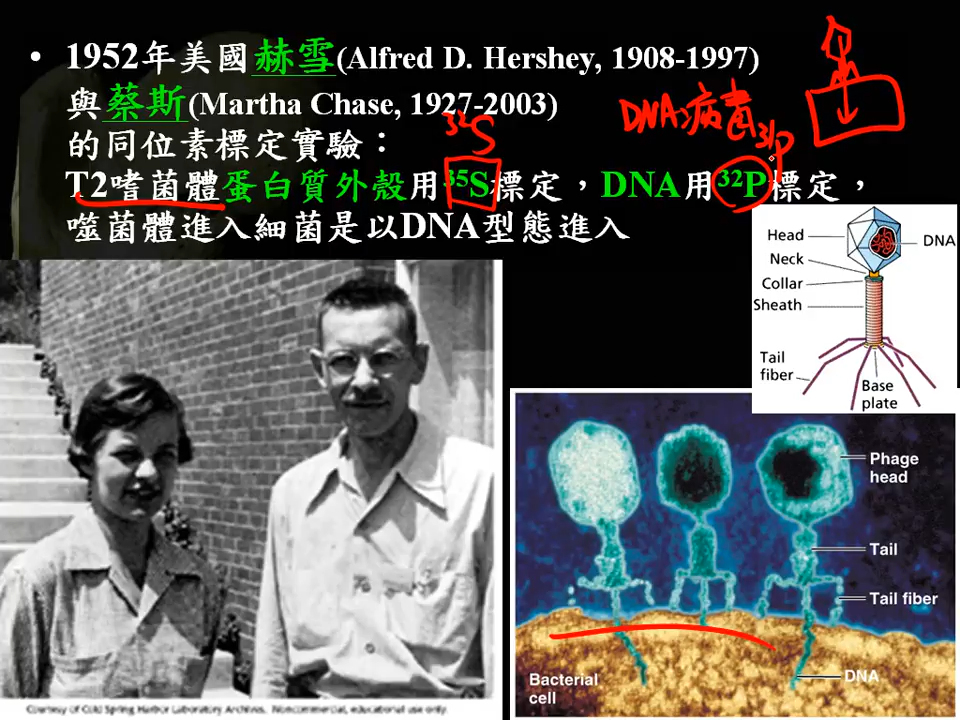 • 1952年美國赫雪(Alfred D. Hershey, 1908-1997)
與蔡斯(Martha Chase, 1927-2003)
的同位素標定實驗：
T2嗜菌體蛋白質外殼用³⁵S標定，DNA用³²P標定，
噬菌體進入細菌是以DNA型態進入
DNA病毒
³²S
³¹P
Head
DNA
Neck
Collar
Sheath
Tail
fiber
Base
plate
Phage
head
Tail
Tail fiber
DNA
Bacterial
cell
Courtesy of Cold Spring Harbor Laboratory Archives. Noncommercial, educational use only.